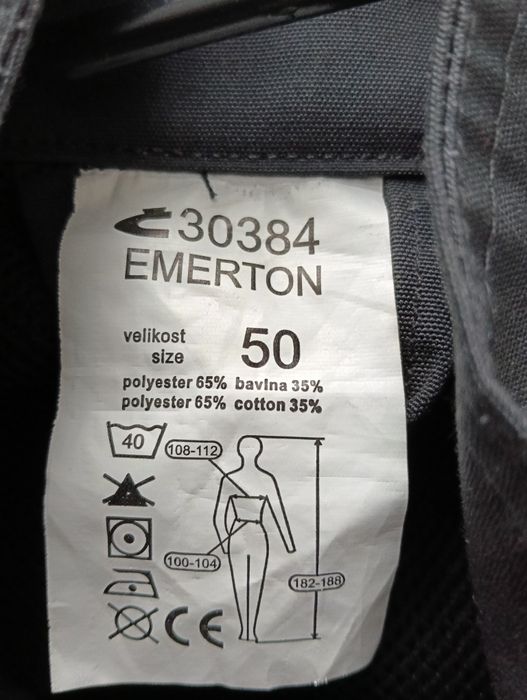 30384
EMERTON
velikost
size 50
polyester 65% bavlna 35%
polyester 65% cotton 35%
40
108-112
100-104
182-188
CE